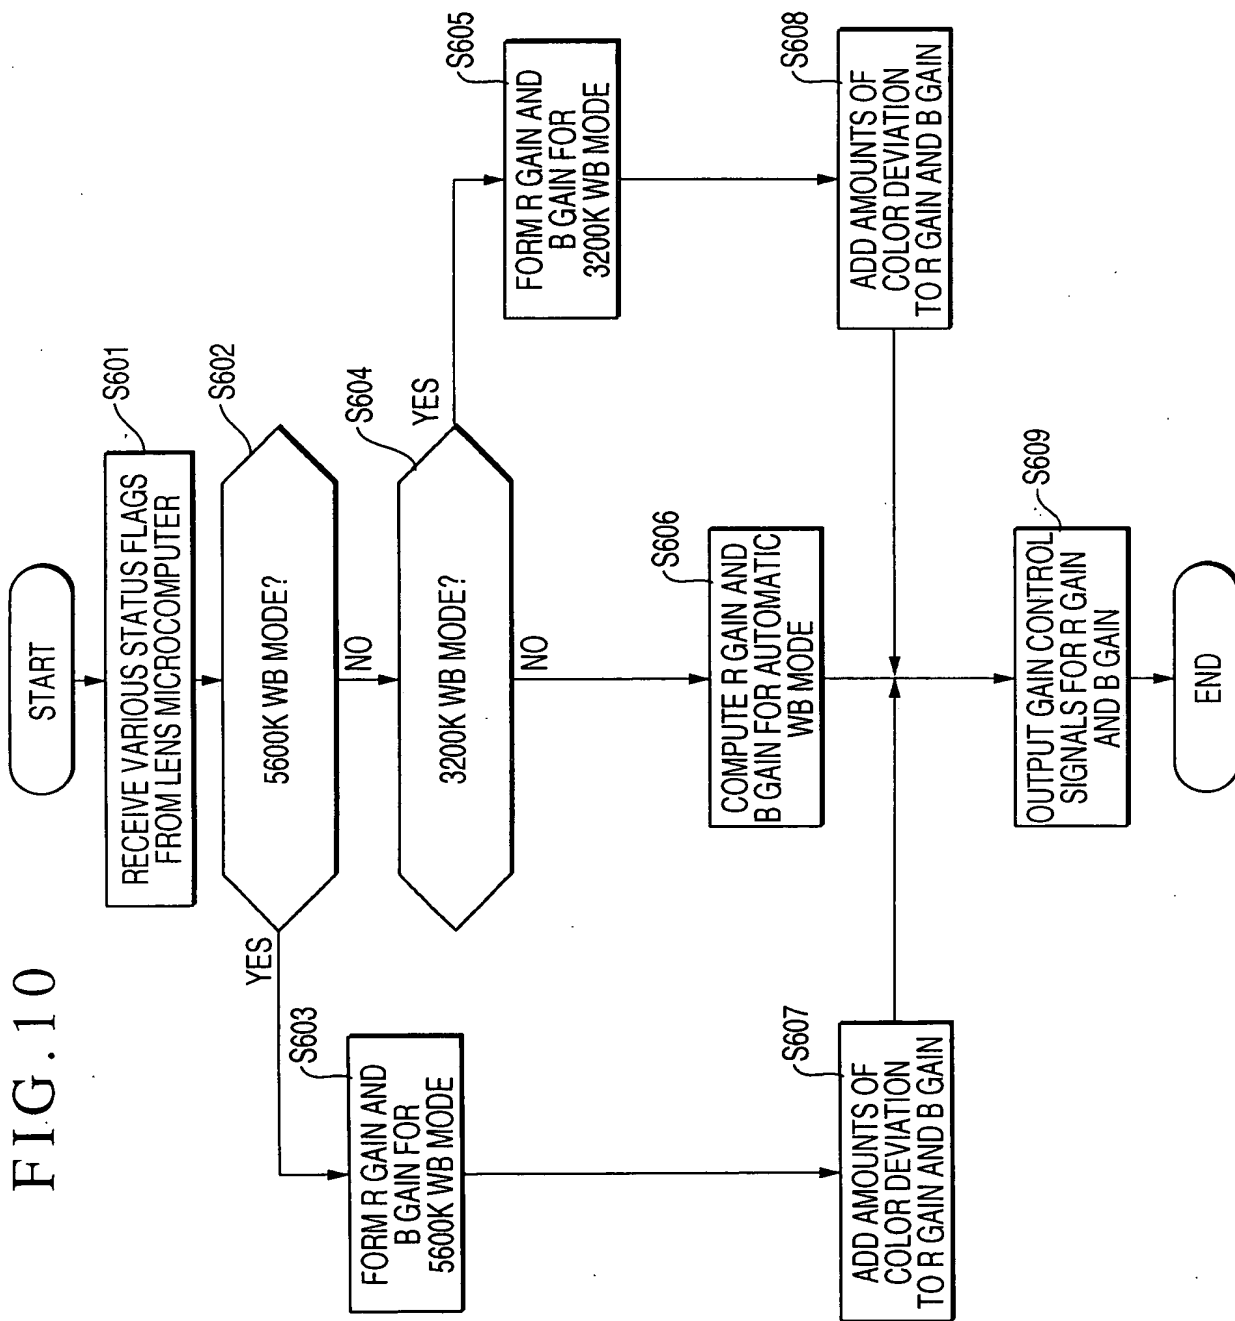 FIG.10
START
S601
RECEIVE VARIOUS STATUS FLAGS
FROM LENS MICROCOMPUTER
S602
5600K WB MODE?
YES
NO
S603
FORM R GAIN AND
B GAIN FOR
5600K WB MODE
S604
3200K WB MODE?
YES
NO
S605
FORM R GAIN AND
B GAIN FOR
3200K WB MODE
S606
COMPUTE R GAIN AND
B GAIN FOR AUTOMATIC
WB MODE
S607
ADD AMOUNTS OF
COLOR DEVIATION
TO R GAIN AND B GAIN
S608
ADD AMOUNTS OF
COLOR DEVIATION
TO R GAIN AND B GAIN
S609
OUTPUT GAIN CONTROL
SIGNALS FOR R GAIN
AND B GAIN
END